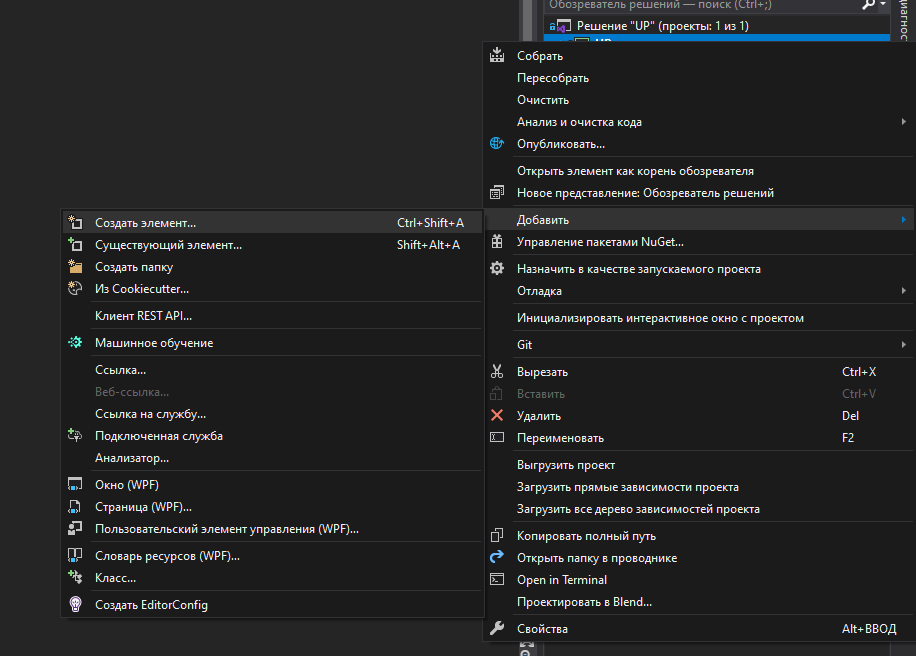 Обозреватель решений — поиск (Ctrl+;)
Решение "UP" (проекты: 1 из 1)
Собрать
Пересобрать
Очистить
Анализ и очистка кода
Опубликовать...
Открыть элемент как корень обозревателя
Новое представление: Обозреватель решений
Добавить
Управление пакетами NuGet...
Назначить в качестве запускаемого проекта
Отладка
Инициализировать интерактивное окно с проектом
Git
Вырезать Ctrl+X
Вставить Ctrl+V
Удалить Del
Переименовать F2
Выгрузить проект
Загрузить прямые зависимости проекта
Загрузить все дерево зависимостей проекта
Копировать полный путь
Открыть папку в проводнике
Open in Terminal
Проектировать в Blend...
Свойства Alt+ВВОД
Создать элемент... Ctrl+Shift+A
Существующий элемент... Shift+Alt+A
Создать папку
Из Cookiecutter...
Клиент REST API...
Машинное обучение
Ссылка...
Веб-ссылка...
Ссылка на службу...
Подключенная служба
Анализатор...
Окно (WPF)
Страница (WPF)...
Пользовательский элемент управления (WPF)...
Словарь ресурсов (WPF)...
Класс...
Создать EditorConfig